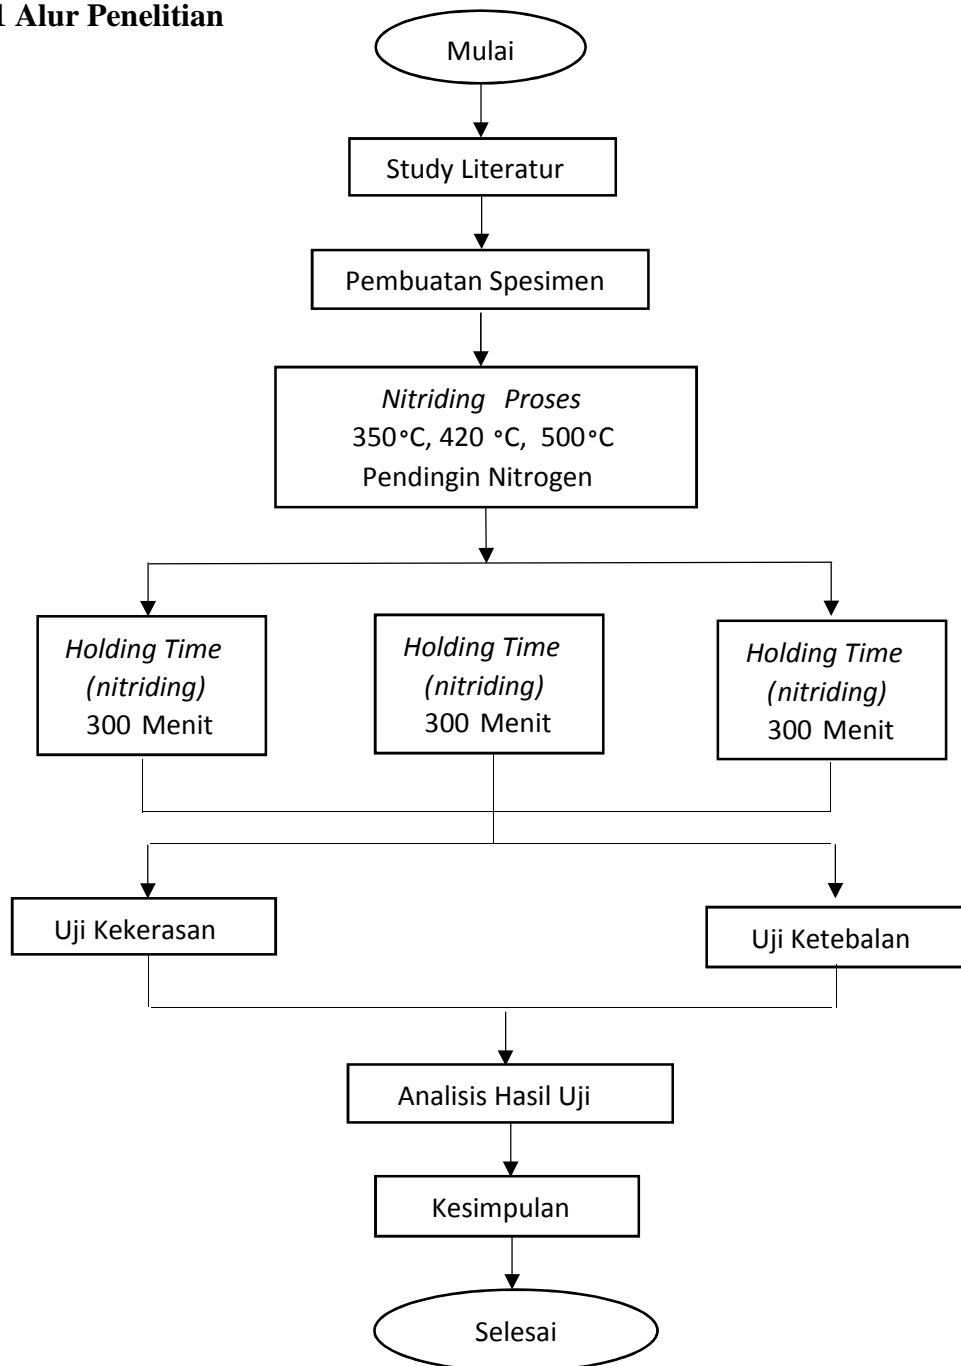 1 Alur Penelitian
Mulai
Study Literatur
Pembuatan Spesimen
Nitriding Proses
350°C, 420 °C, 500°C
Pendingin Nitrogen
Holding Time
(nitriding)
300 Menit
Holding Time
(nitriding)
300 Menit
Holding Time
(nitriding)
300 Menit
Uji Kekerasan
Uji Ketebalan
Analisis Hasil Uji
Kesimpulan
Selesai